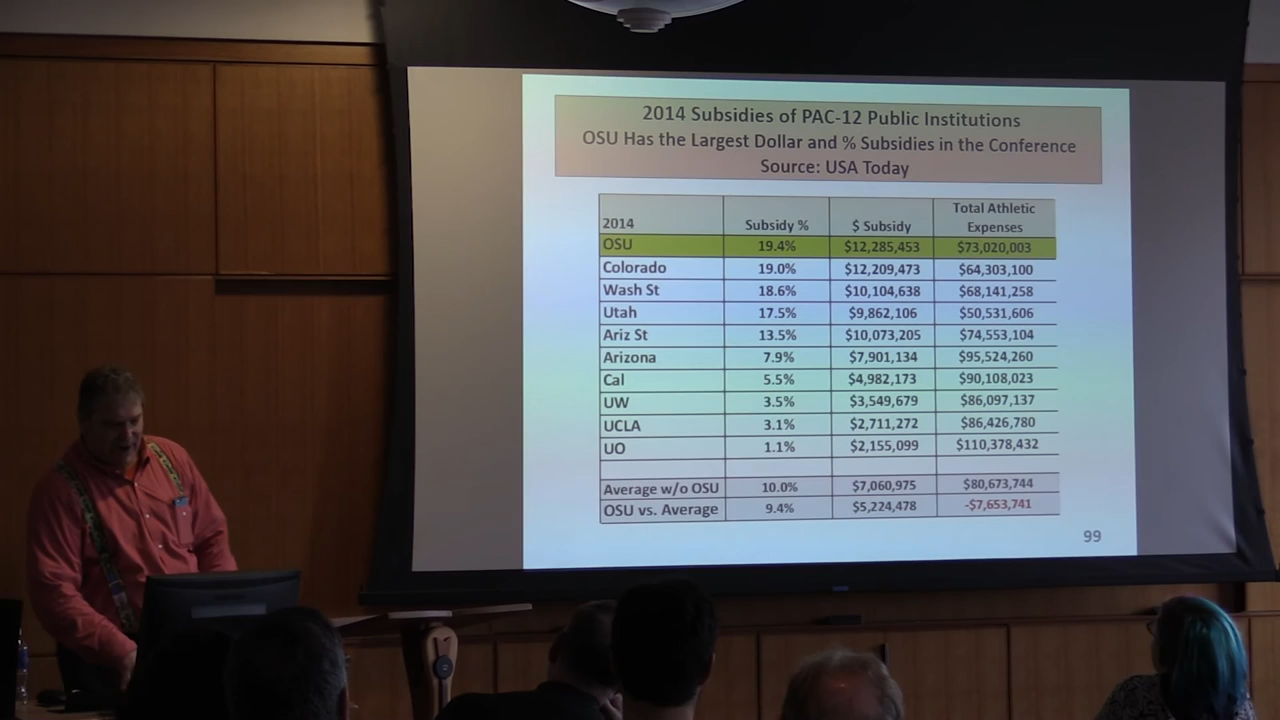 2014 Subsidies of PAC-12 Public Institutions
OSU Has the Largest Dollar and % Subsidies in the Conference
Source: USA Today
2014 Subsidy % $ Subsidy Total Athletic Expenses
OSU 19.4% $12,285,453 $73,020,003
Colorado 19.0% $12,209,473 $64,303,100
Wash St 18.6% $10,104,638 $68,141,258
Utah 17.5% $9,862,106 $50,531,606
Ariz St 13.5% $10,073,205 $74,553,104
Arizona 7.9% $7,901,134 $95,524,260
Cal 5.5% $4,982,173 $90,108,023
UW 3.5% $3,549,679 $86,097,137
UCLA 3.1% $2,711,272 $86,426,780
UO 1.1% $2,155,099 $110,378,432
Average w/o OSU 10.0% $7,060,975 $80,673,744
OSU vs. Average 9.4% $5,224,478 -$7,653,741
99